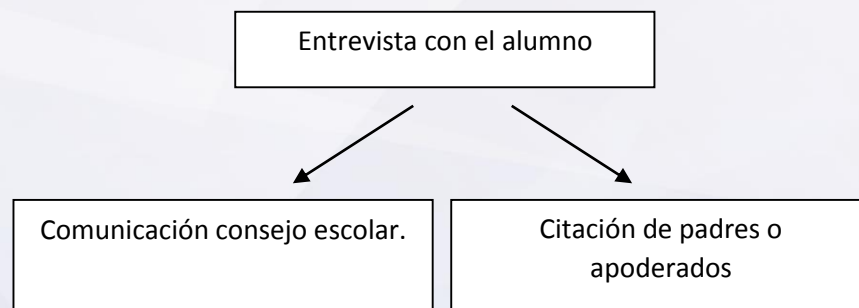 Entrevista con el alumno
Comunicación consejo escolar.
Citación de padres o
apoderados